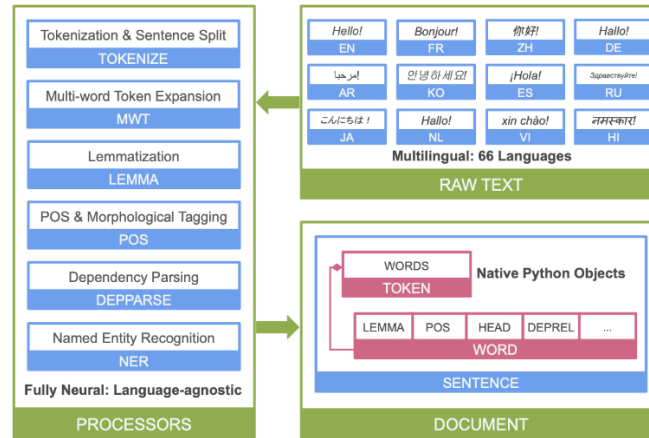 Tokenization & Sentence Split
TOKENIZE
Multi-word Token Expansion
MWT
Lemmatization
LEMMA
POS & Morphological Tagging
POS
Dependency Parsing
DEPPARSE
Named Entity Recognition
NER
Fully Neural: Language-agnostic
PROCESSORS
Hello! Bonjour! 你好! Hallo!
EN FR ZH DE
مرحبا! 안녕하세요! ¡Hola! Здравствуйте!
AR KO ES RU
こんにちは! Hallo! xin chào! नमस्कार!
JA NL VI HI
Multilingual: 66 Languages
RAW TEXT
WORDS
TOKEN
Native Python Objects
LEMMA POS HEAD DEPREL ...
WORD
SENTENCE
DOCUMENT